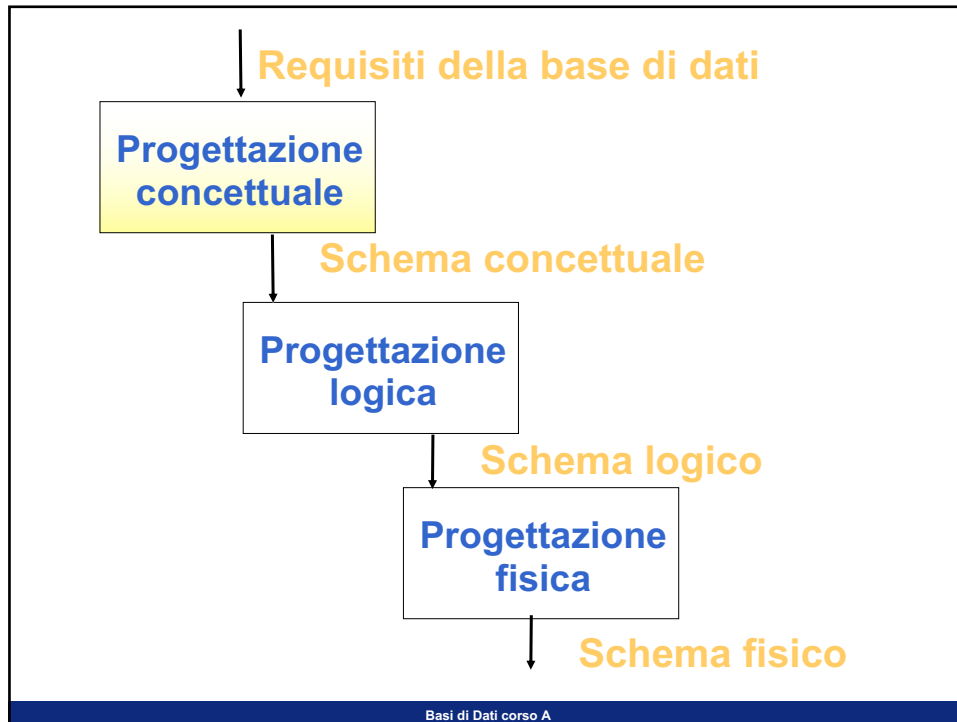 Requisiti della base di dati
Progettazione
concettuale
Schema concettuale
Progettazione
logica
Schema logico
Progettazione
fisica
Schema fisico
Basi di Dati corso A